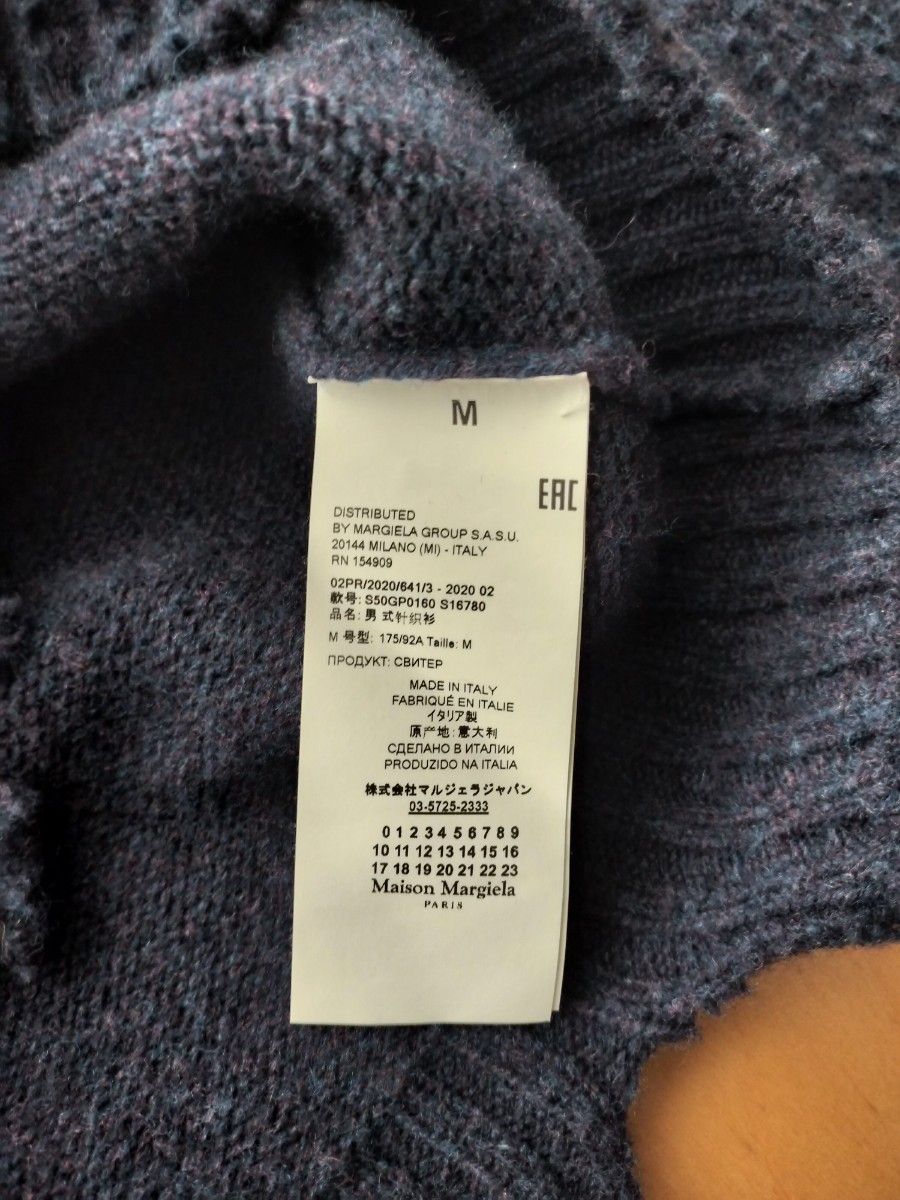 M
EAC
DISTRIBUTED
BY MARGIELA GROUP S.A.S.U.
20144 MILANO (MI) - ITALY
RN 154909
02PR/2020/641/3 - 2020 02
款号: S50GP0160 S16780
品名: 男 式针织衫
M 号型: 175/92A Taille: M
ПРОДУКТ: СВИТЕР
MADE IN ITALY
FABRIQUÉ EN ITALIE
イタリア製
原产地: 意大利
СДЕЛАНО В ИТАЛИИ
PRODUZIDO NA ITALIA
株式会社マルジェラジャパン
03-5725-2333
0 1 2 3 4 5 6 7 8 9
10 11 12 13 14 15 16
17 18 19 20 21 22 23
Maison Margiela
PARIS